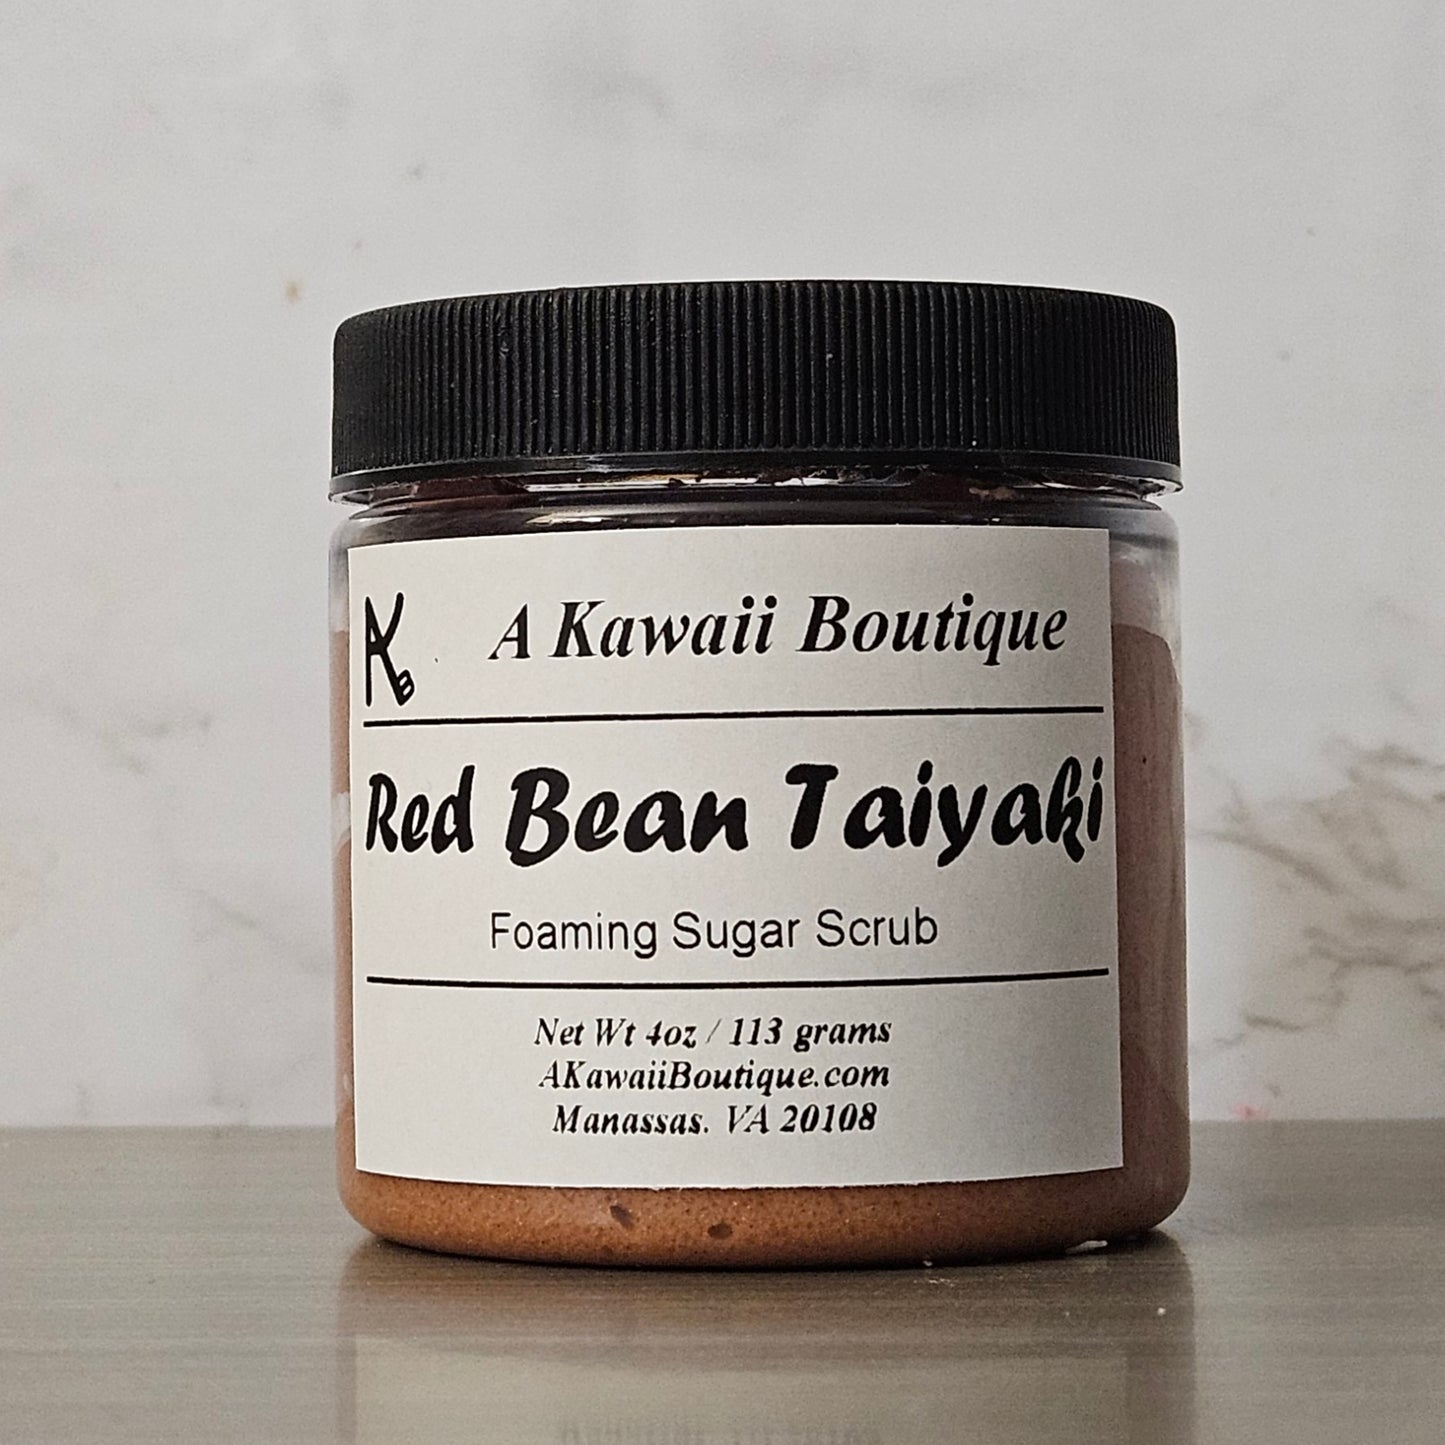 AKB
A Kawaii Boutique
Red Bean Taiyaki
Foaming Sugar Scrub
Net Wt 4oz / 113 grams
AKawaiiBoutique.com
Manassas. VA 20108